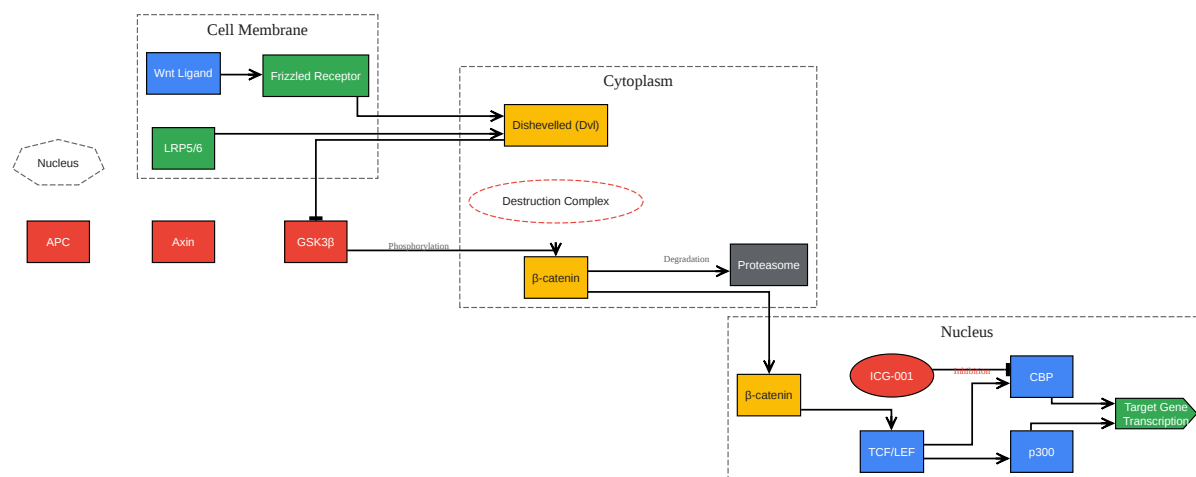 Cell Membrane
Wnt Ligand
Frizzled Receptor
LRP5/6
Cytoplasm
Dishevelled (Dvl)
Nucleus
Destruction Complex
APC
Axin
GSK3β
Phosphorylation
β-catenin
Degradation
Proteasome
Nucleus
ICG-001
Inhibition
CBP
β-catenin
Target Gene
Transcription
TCF/LEF
p300